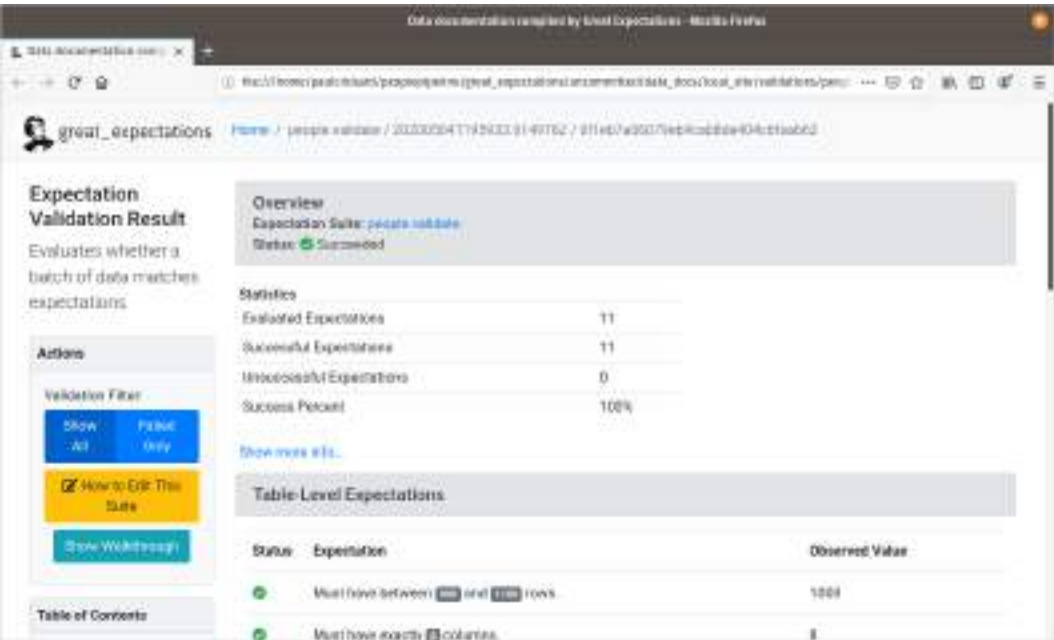 Data documentation compiled by Great Expectations - Mozilla Firefox
great_expectations
Home / people.validate /
Expectation
Validation Result
Evaluates whether a
batch of data matches
expectations.
Actions
Validation Filter:
Show All
Failed Only
How to Edit This Suite
Show Walkthrough
Table of Contents
Overview
Expectation Suite: people.validate
Status: Succeeded
Statistics
Evaluated Expectations 11
Successful Expectations 11
Unsuccessful Expectations 0
Success Percent 100%
Show more info...
Table-Level Expectations
Status Expectation Observed Value
Must have between and rows.
Must have exactly columns. 8